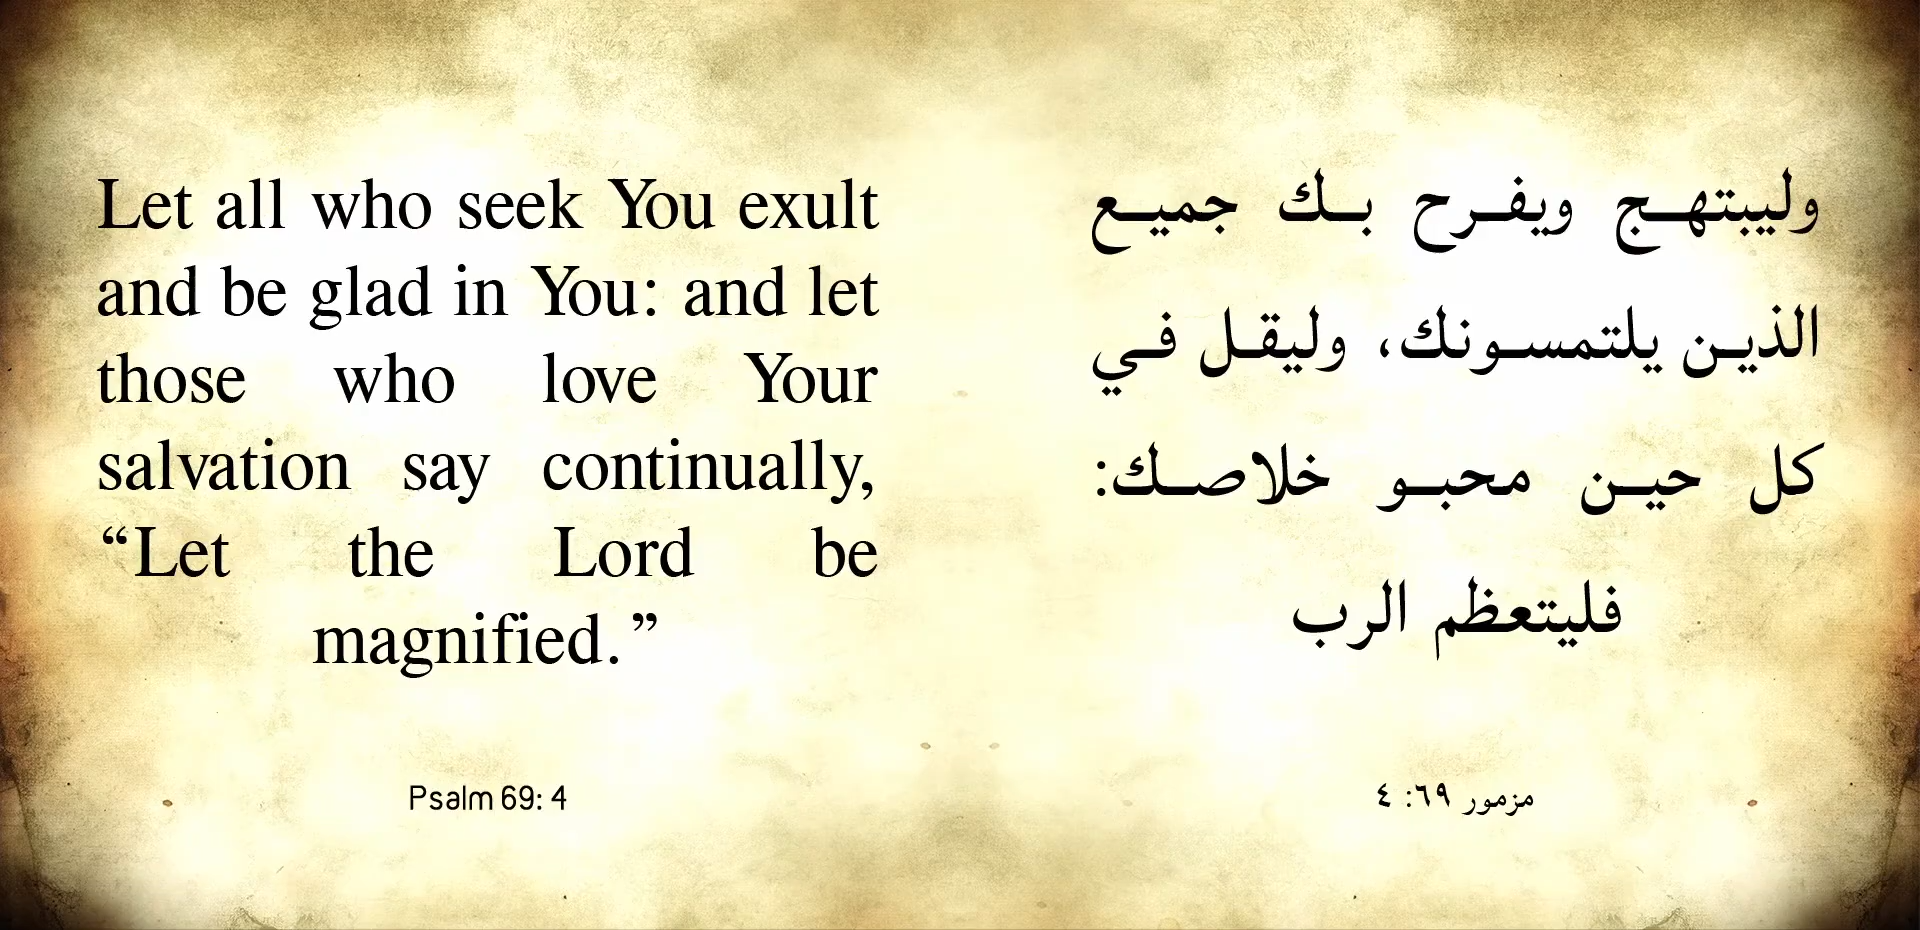 Let all who seek You exult
and be glad in You: and let
those who love Your
salvation say continually,
“Let the Lord be
magnified.”
Psalm 69: 4
وليبتهج ويفرح بك جميع
الذين يلتمسونك، وليقل في
كل حين محبو خلاصك:
فليتعظم الرب
مزمور ٦٩: ٤